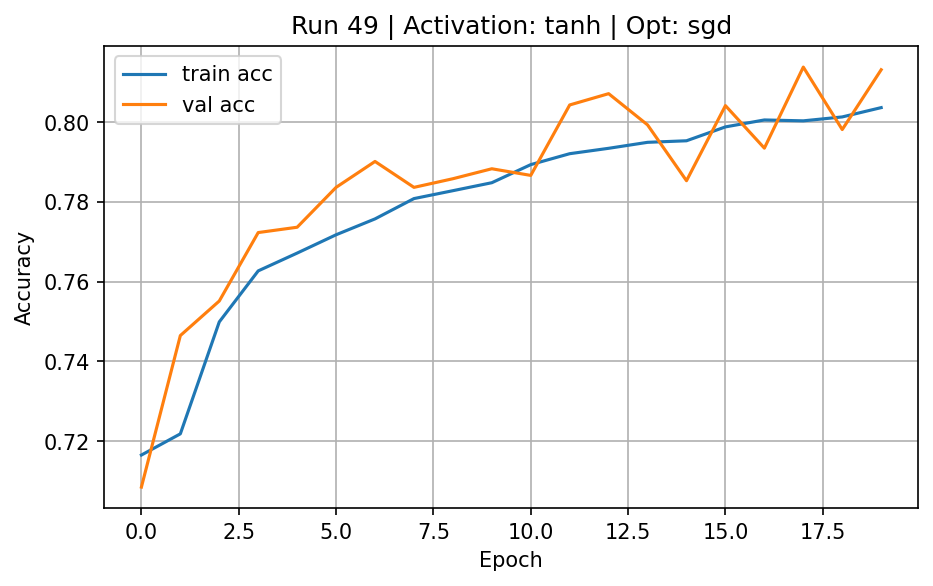 Run 49 | Activation: tanh | Opt: sgd
train acc
val acc
0.80
0.78
0.76
0.74
0.72
Accuracy
0.0 2.5 5.0 7.5 10.0 12.5 15.0 17.5
Epoch